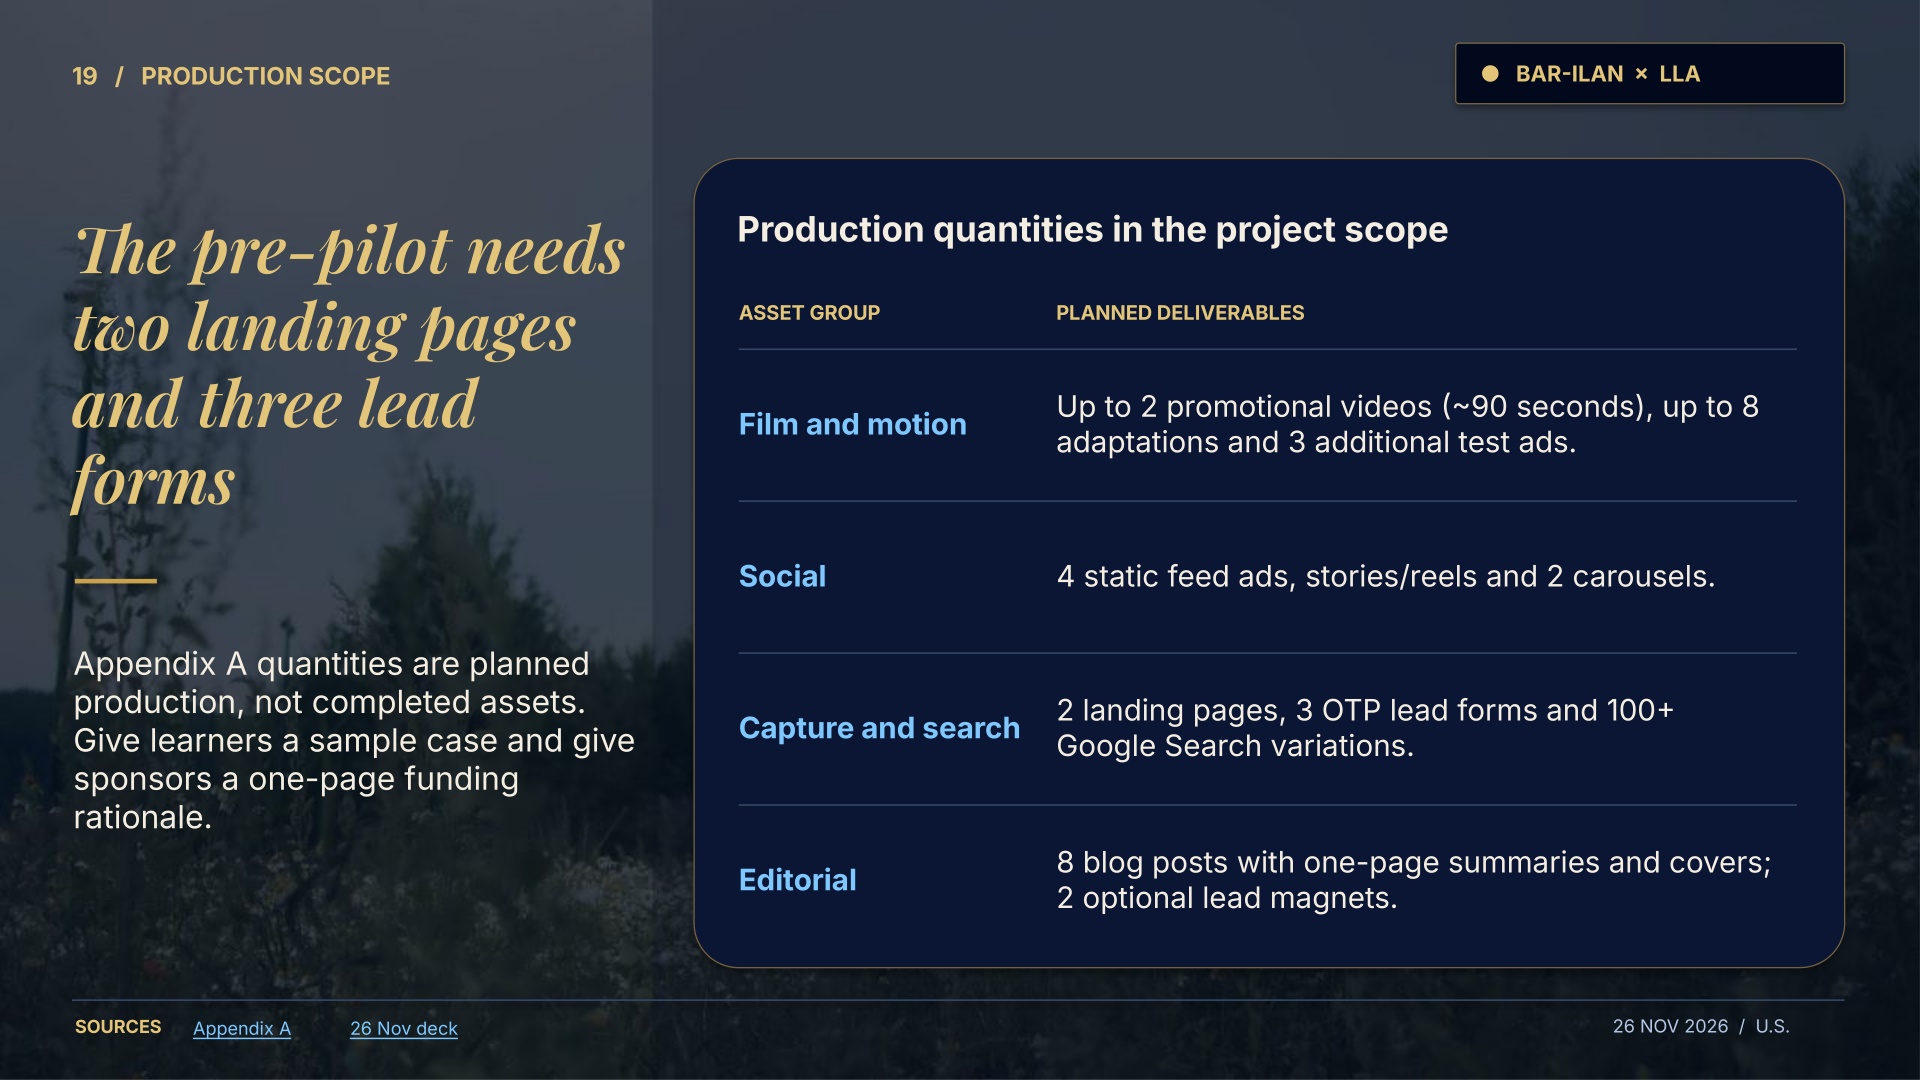 19 / PRODUCTION SCOPE
BAR-ILAN × LLA
The pre-pilot needs
two landing pages
and three lead
forms
Appendix A quantities are planned
production, not completed assets.
Give learners a sample case and give
sponsors a one-page funding
rationale.
Production quantities in the project scope
ASSET GROUP PLANNED DELIVERABLES
Film and motion
Up to 2 promotional videos (~90 seconds), up to 8
adaptations and 3 additional test ads.
Social
4 static feed ads, stories/reels and 2 carousels.
Capture and search
2 landing pages, 3 OTP lead forms and 100+
Google Search variations.
Editorial
8 blog posts with one-page summaries and covers;
2 optional lead magnets.
SOURCES Appendix A 26 Nov deck
26 NOV 2026 / U.S.